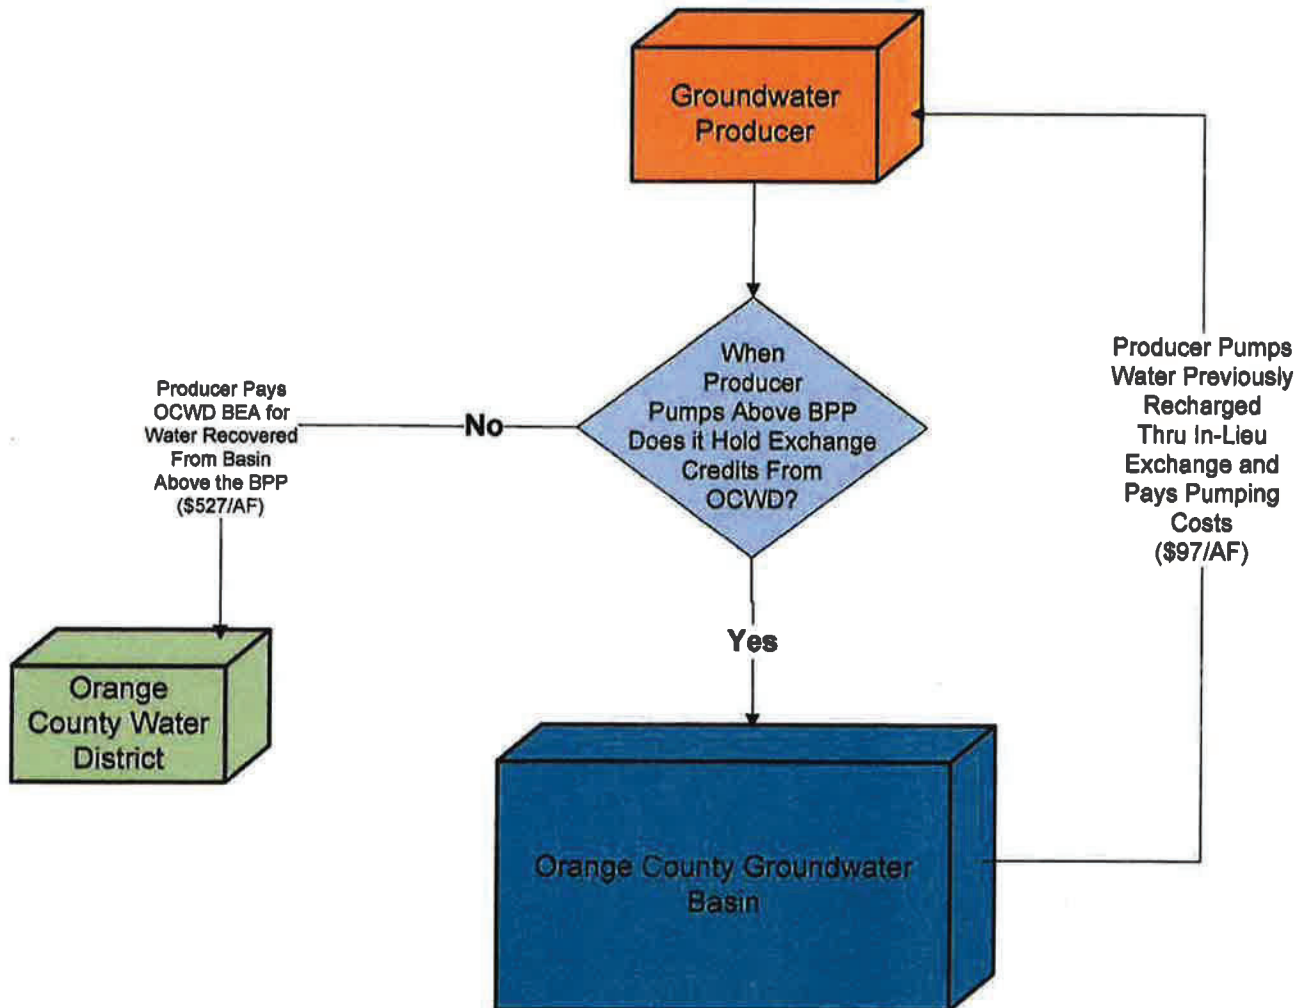 Groundwater
Producer
When
Producer
Pumps Above BPP
Does it Hold Exchange
Credits From
OCWD?
No
Producer Pays
OCWD BEA for
Water Recovered
From Basin
Above the BPP
($527/AF)
Orange
County Water
District
Yes
Orange County Groundwater
Basin
Producer Pumps
Water Previously
Recharged
Thru In-Lieu
Exchange and
Pays Pumping
Costs
($97/AF)